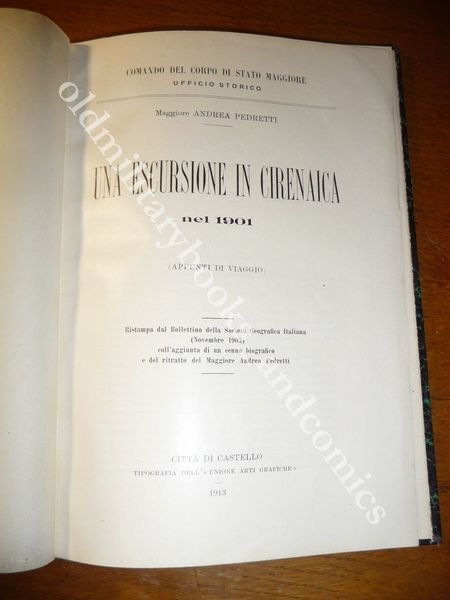 COMANDO DEL CORPO DI STATO MAGGIORE
UFFICIO STORICO
Maggiore ANDREA PEDRETTI
UNA ESCURSIONE IN CIRENAICA
nel 1901
(APPUNTI DI VIAGGIO)
Ristampa dal Bollettino della Società Geografica Italiana
(Novembre 1903)
coll'aggiunta di un cenno biografico
e del ritratto del Maggiore Andrea Pedretti
CITTÀ DI CASTELLO
TIPOGRAFIA DELL'« UNIONE ARTI GRAFICHE »
1913
oldmilitarybooksandcomics